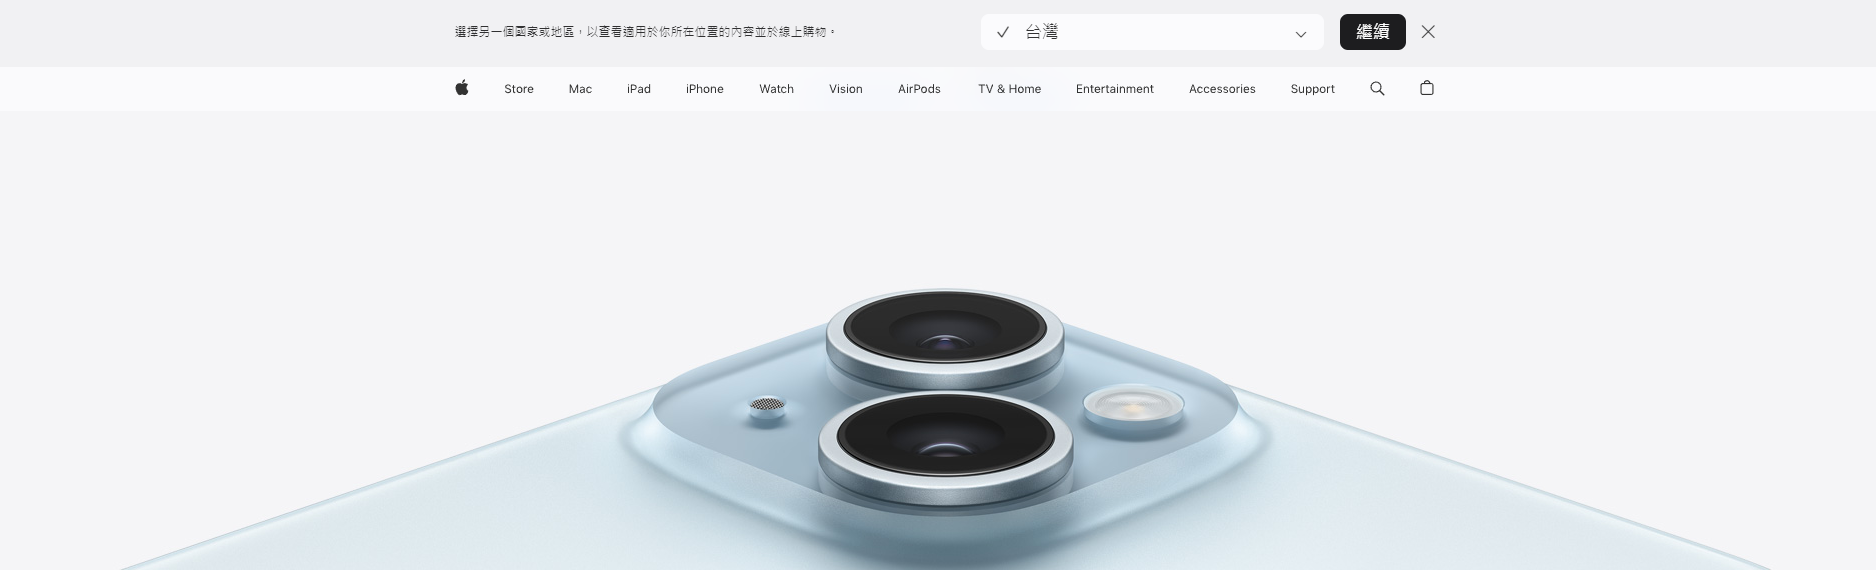 選擇另一個國家或地區，以查看適用於你所在位置的內容並於線上購物。
台灣
繼續
Store Mac iPad iPhone Watch Vision AirPods TV & Home Entertainment Accessories Support